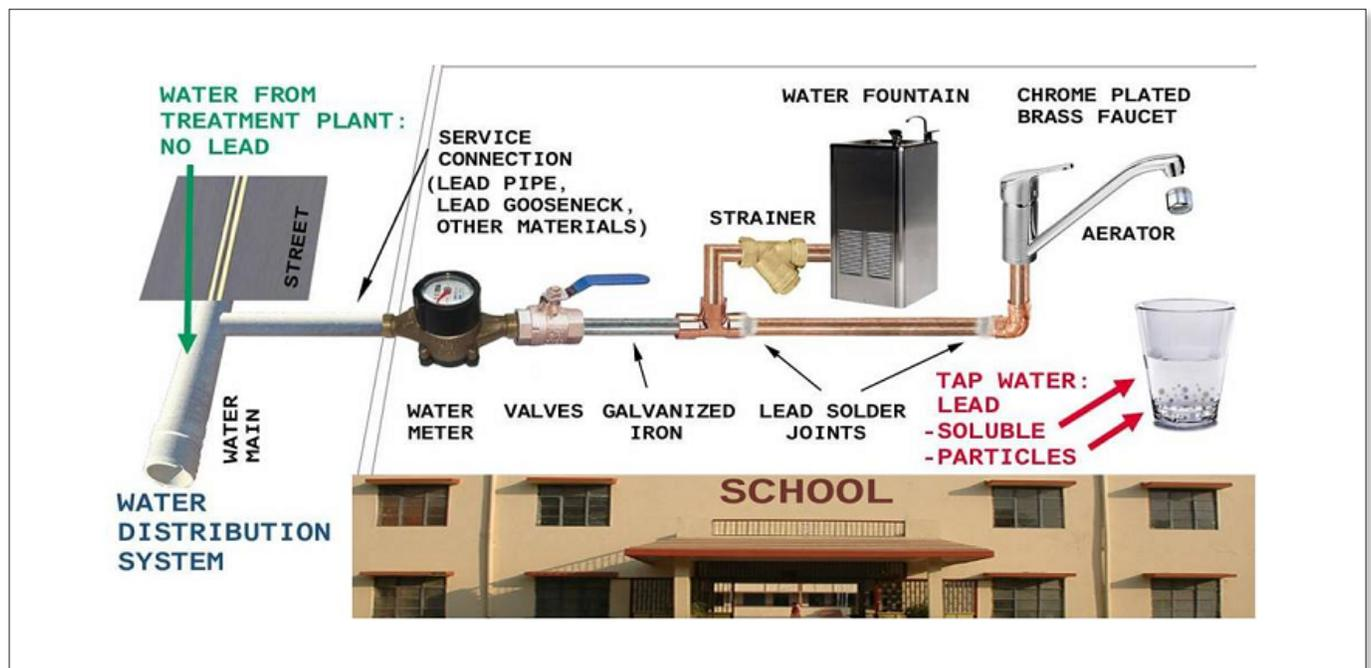 WATER FROM
TREATMENT PLANT:
NO LEAD
STREET
SERVICE
CONNECTION
(LEAD PIPE,
LEAD GOOSENECK,
OTHER MATERIALS)
WATER FOUNTAIN
CHROME PLATED
BRASS FAUCET
STRAINER
AERATOR
WATER
MAIN
WATER
METER
VALVES
GALVANIZED
IRON
LEAD SOLDER
JOINTS
TAP WATER:
LEAD
-SOLUBLE
-PARTICLES
WATER
DISTRIBUTION
SYSTEM
SCHOOL